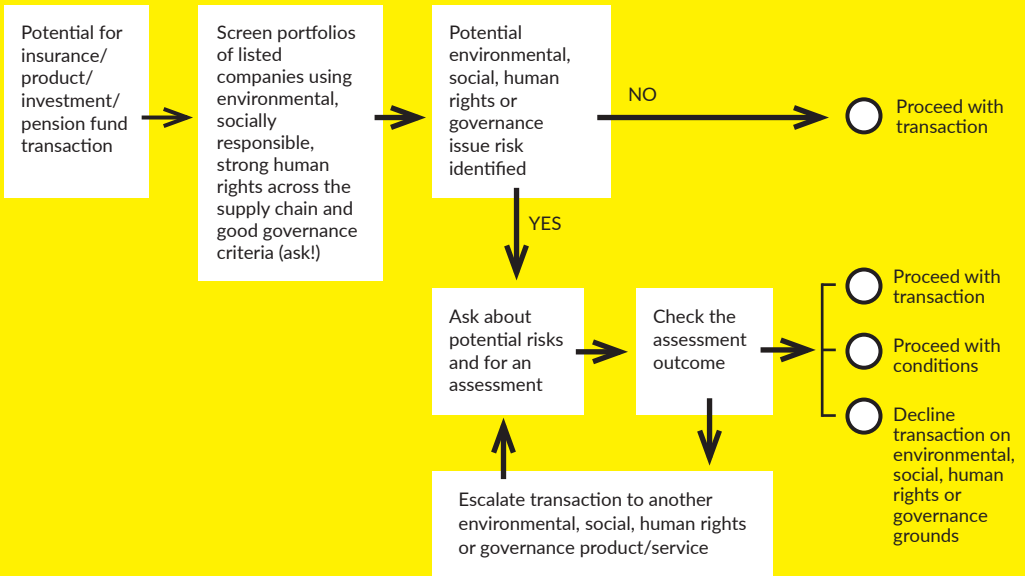 Potential for
insurance/
product/
investment/
pension fund
transaction
Screen portfolios
of listed
companies using
environmental,
socially
responsible,
strong human
rights across the
supply chain and
good governance
criteria (ask!)
Potential
environmental,
social, human
rights or
governance
issue risk
identified
NO
Proceed with
transaction
YES
Ask about
potential risks
and for an
assessment
Check the
assessment
outcome
Proceed with
transaction
Proceed with
conditions
Decline
transaction on
environmental,
social, human
rights or
governance
grounds
Escalate transaction to another
environmental, social, human rights
or governance product/service